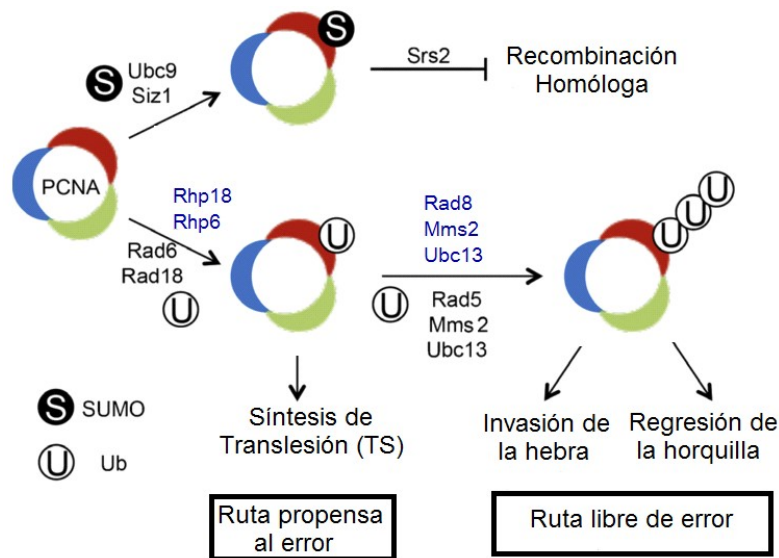 S
S
Ubc9
Siz1
Srs2
Recombinación
Homóloga
PCNA
Rhp18
Rhp6
Rad6
Rad18
U
U
Rad8
Mms2
Ubc13
U
Rad5
Mms2
Ubc13
U U U
S SUMO
U Ub
Síntesis de
Translesión (TS)
Invasión de
la hebra
Regresión de
la horquilla
Ruta propensa
al error
Ruta libre de error